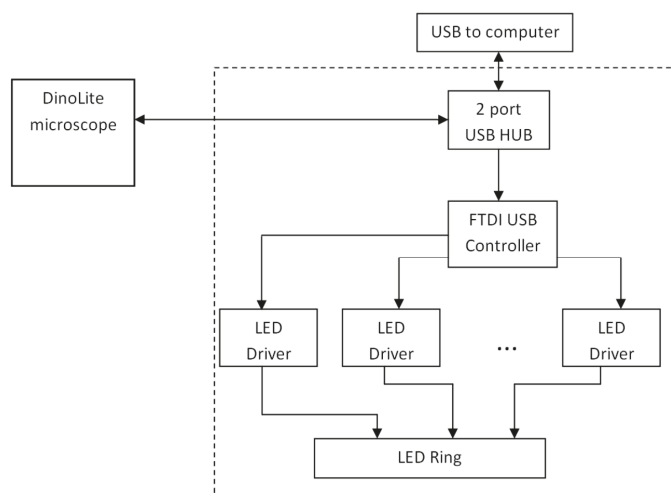 USB to computer
DinoLite
microscope
2 port
USB HUB
FTDI USB
Controller
LED
Driver
LED
Driver
...
LED
Driver
LED Ring